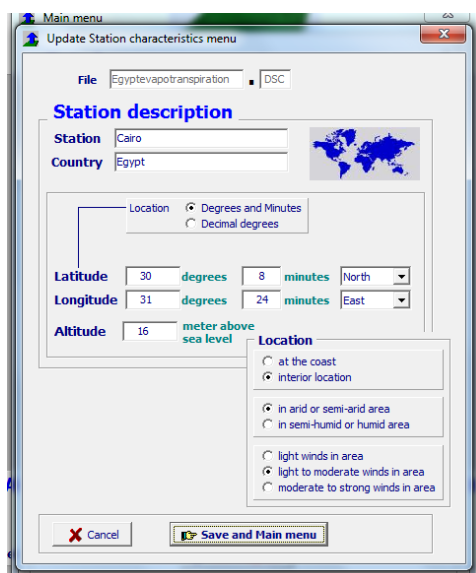 Main menu
Update Station characteristics menu
File Egyptevapotranspiration . DSC
Station description
Station Cairo
Country Egypt
Location Degrees and Minutes
Decimal degrees
Latitude 30 degrees 8 minutes North
Longitude 31 degrees 24 minutes East
Altitude 16 meter above
sea level
Location
at the coast
interior location
in arid or semi-arid area
in semi-humid or humid area
light winds in area
light to moderate winds in area
moderate to strong winds in area
Cancel Save and Main menu